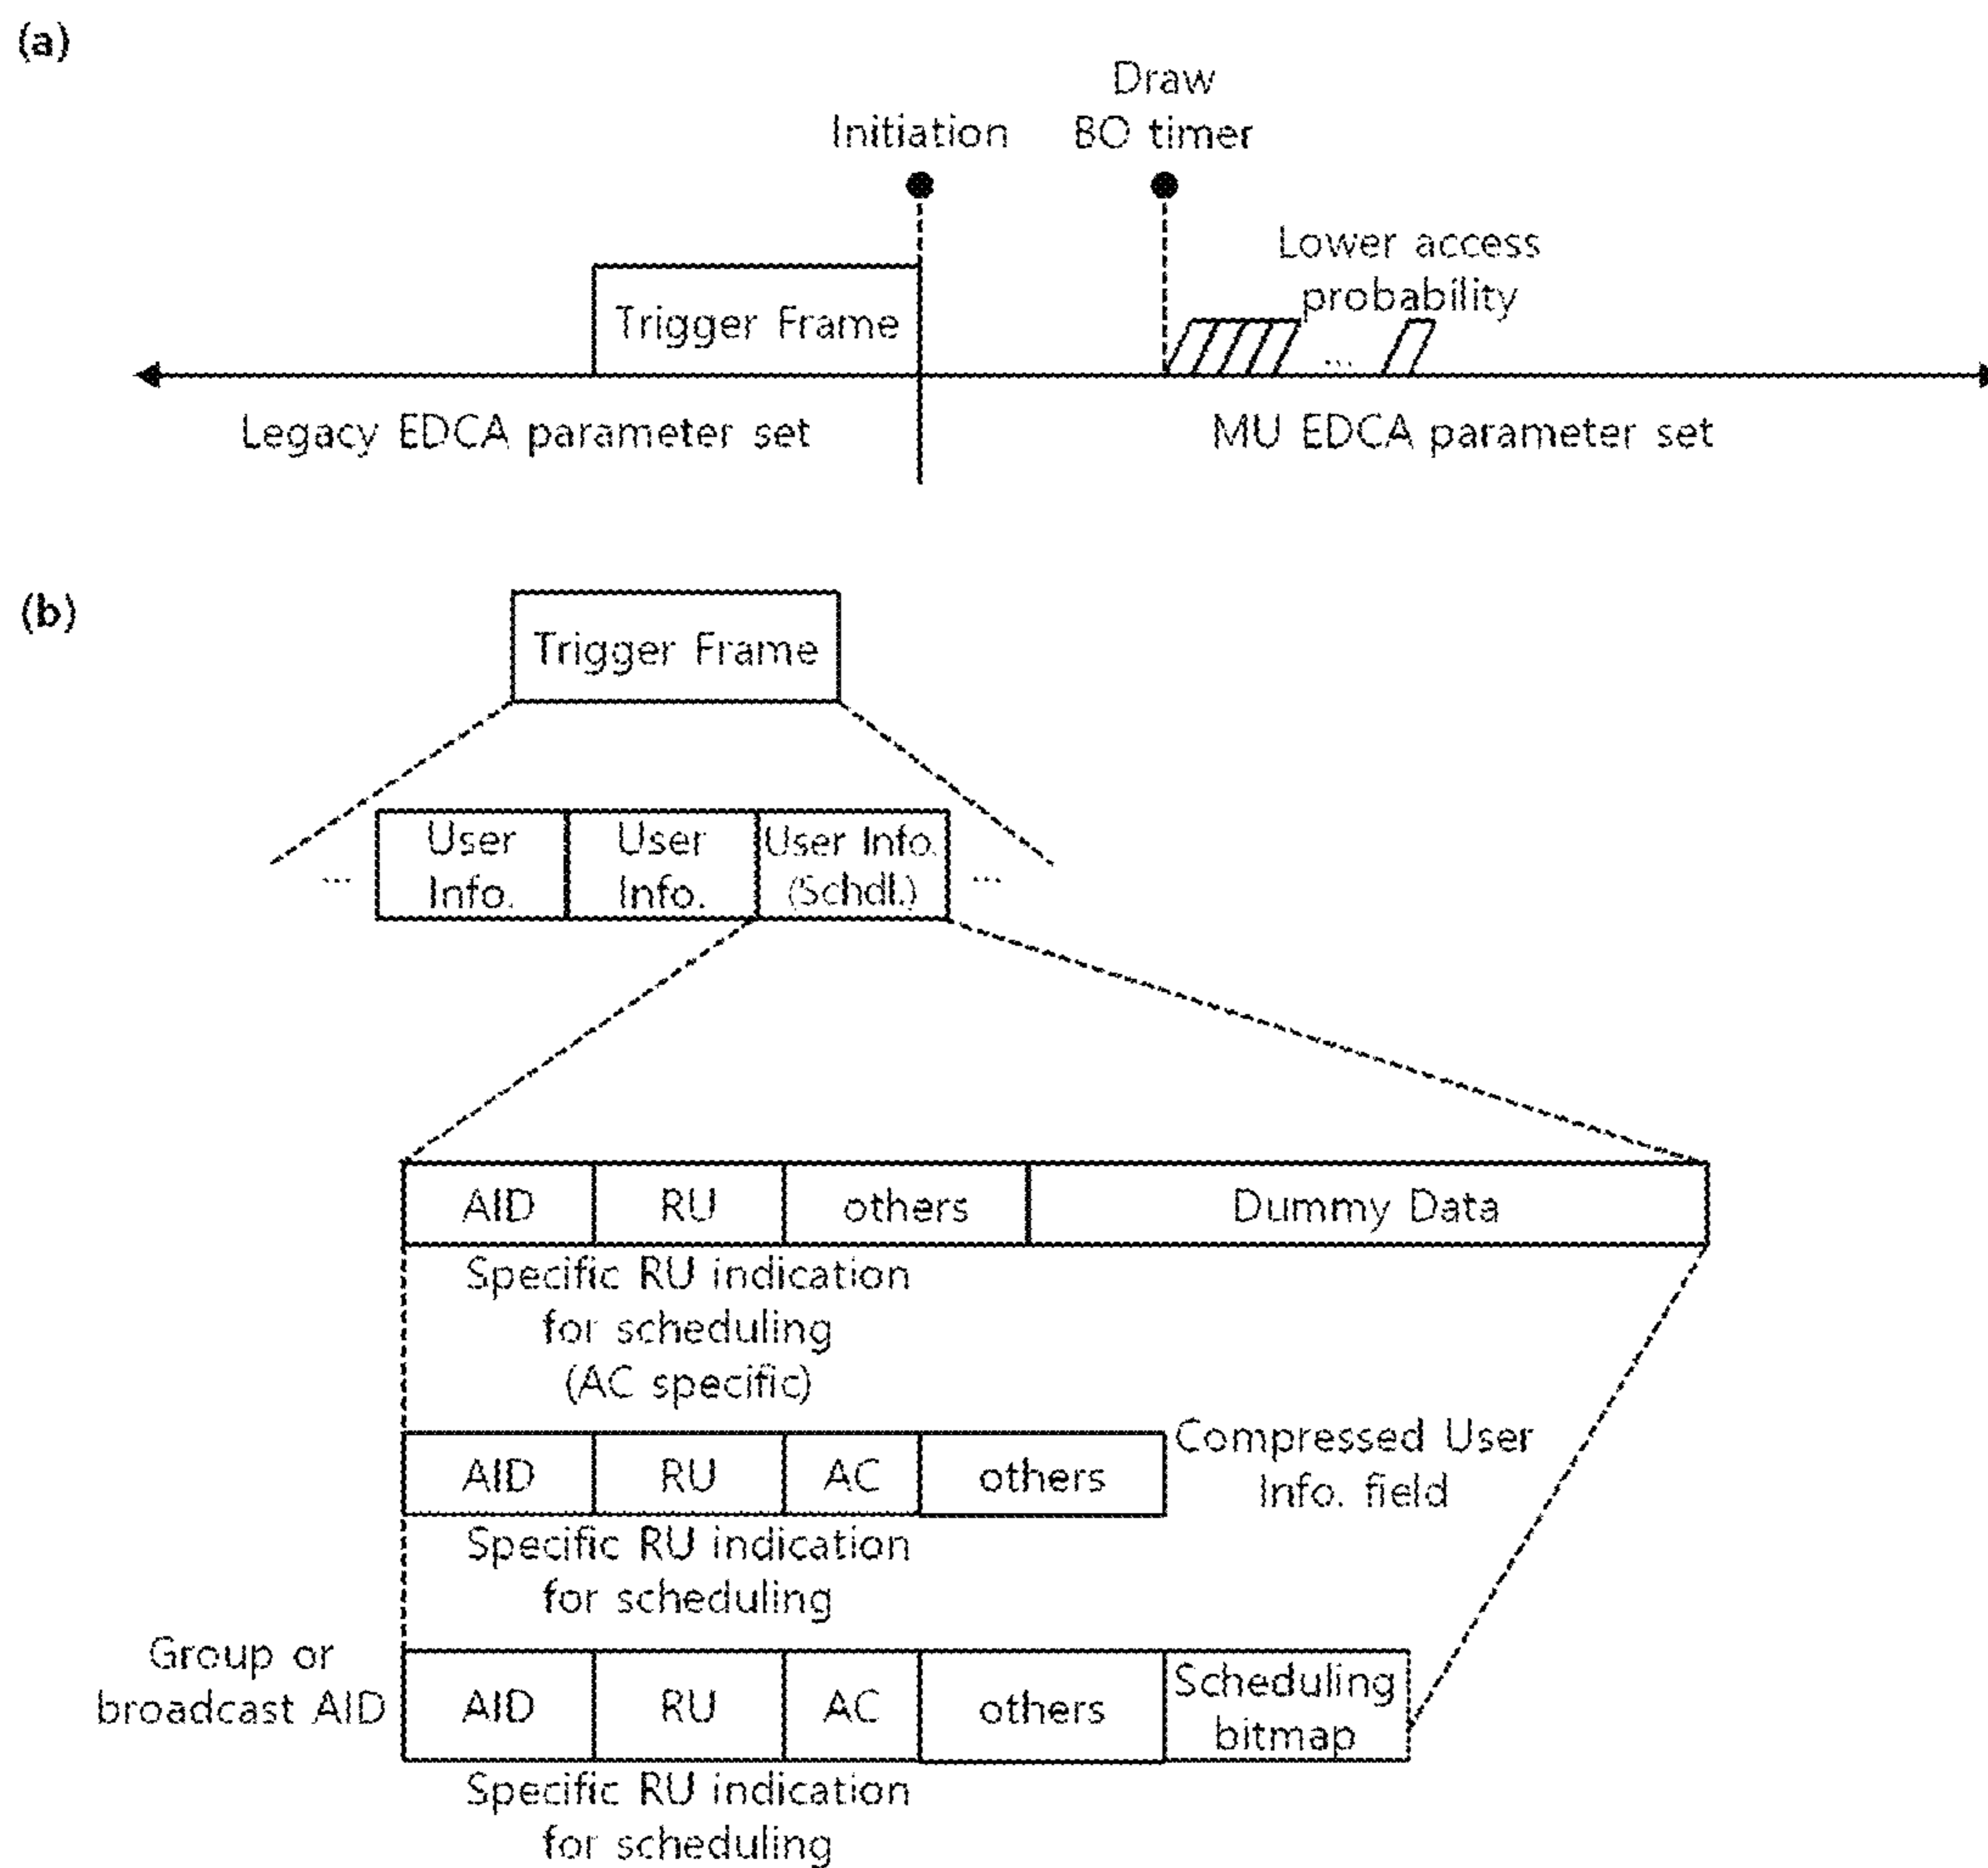 (a)
Draw
BO timer
Initiation
Lower access
probability
Trigger Frame
...
Legacy EDCA parameter set
MU EDCA parameter set
(b)
Trigger Frame
...
User
Info.
User
Info.
User Info.
(Schdl.)
...
AID
RU
others
Dummy Data
Specific RU indication
for scheduling
(AC specific)
AID
RU
AC
others
Compressed User
Info. field
Specific RU indication
for scheduling
Group or
broadcast AID
AID
RU
AC
others
Scheduling
bitmap
Specific RU indication
for scheduling